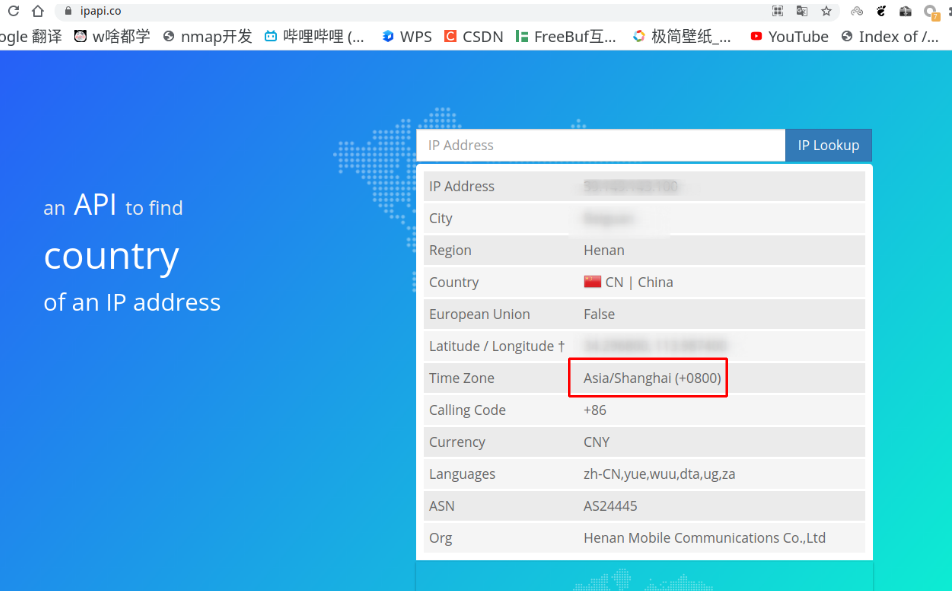 ipapi.co
ogle 翻译 w啥都学 nmap开发 哔哩哔哩 (... WPS CSDN FreeBuf互... 极简壁纸_... YouTube Index of /...
IP Address IP Lookup
an API to find
country
of an IP address
IP Address
City
Region Henan
Country CN | China
European Union False
Latitude / Longitude †
Time Zone Asia/Shanghai (+0800)
Calling Code +86
Currency CNY
Languages zh-CN,yue,wuu,dta,ug,za
ASN AS24445
Org Henan Mobile Communications Co.,Ltd